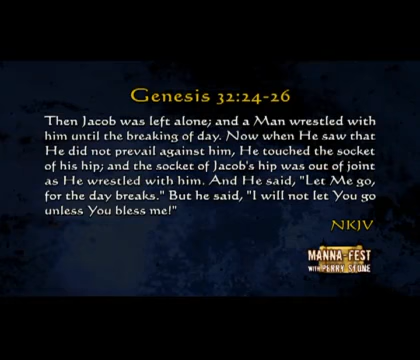 Genesis 32:24-26
Then Jacob was left alone; and a Man wrestled with
him until the breaking of day. Now when He saw that
He did not prevail against him, He touched the socket
of his hip; and the socket of Jacob's hip was out of joint
as He wrestled with him. And He said, "Let Me go,
for the day breaks." But he said, "I will not let You go
unless You bless me!"
NKJV
MANNA-FEST
WITH PERRY STONE